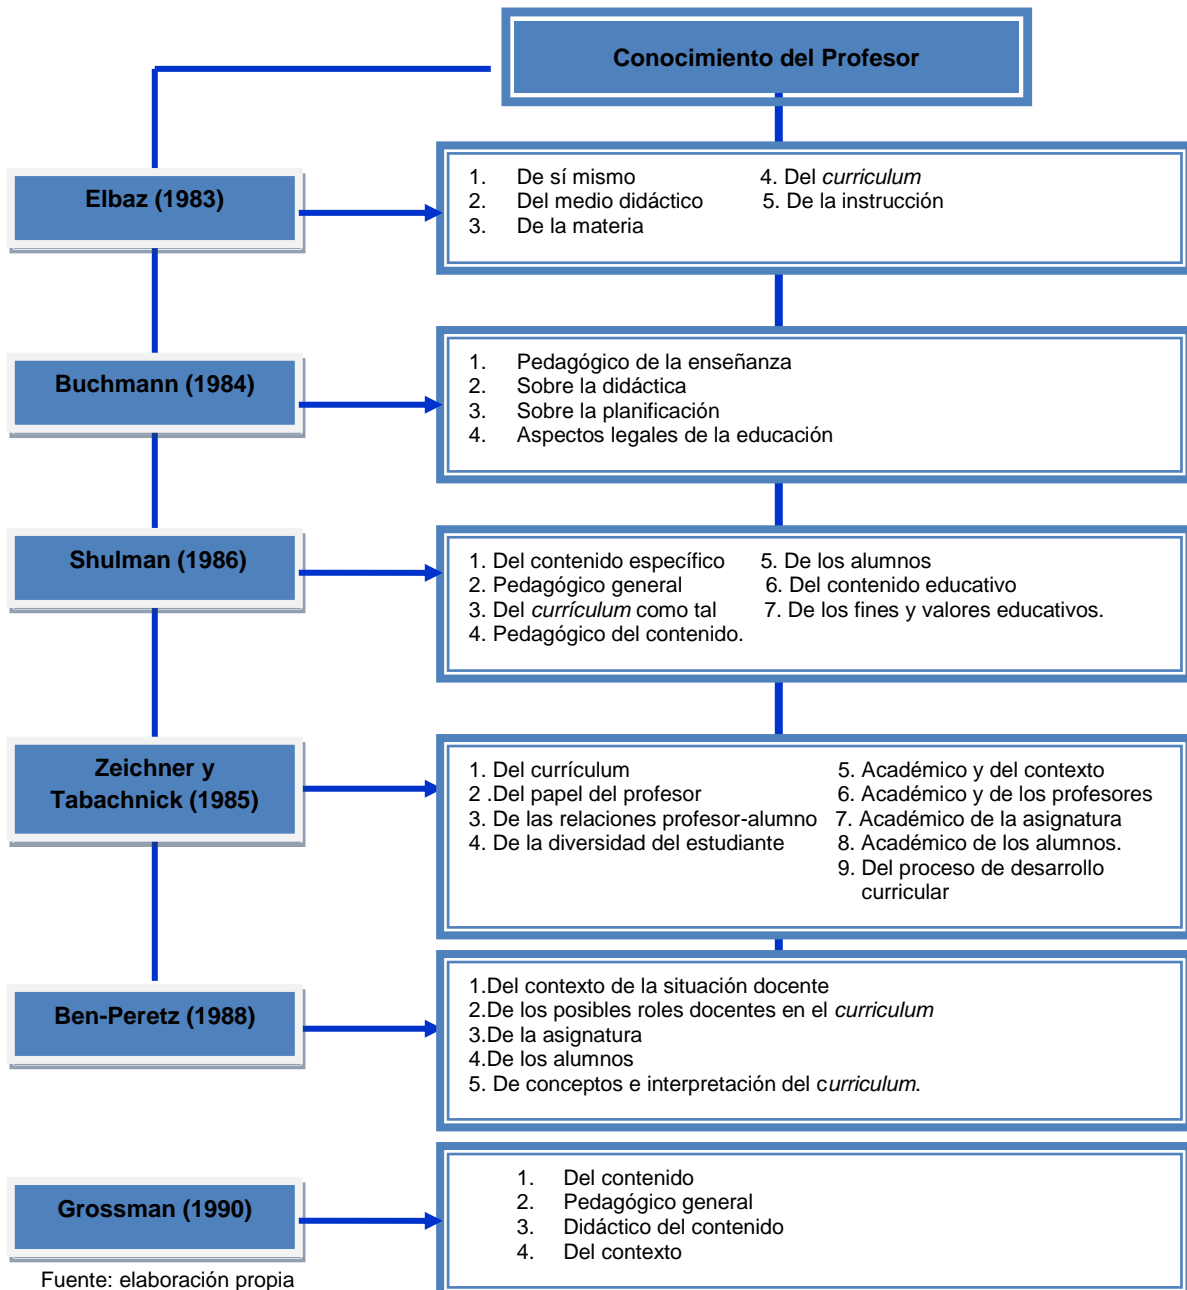 Conocimiento del Profesor
Elbaz (1983)
1. De sí mismo
2. Del medio didáctico
3. De la materia
4. Del curriculum
5. De la instrucción
Buchmann (1984)
1. Pedagógico de la enseñanza
2. Sobre la didáctica
3. Sobre la planificación
4. Aspectos legales de la educación
Shulman (1986)
1. Del contenido específico
2. Pedagógico general
3. Del currículum como tal
4. Pedagógico del contenido.
5. De los alumnos
6. Del contenido educativo
7. De los fines y valores educativos.
Zeichner y
Tabachnick (1985)
1. Del currículum
2 .Del papel del profesor
3. De las relaciones profesor-alumno
4. De la diversidad del estudiante
5. Académico y del contexto
6. Académico y de los profesores
7. Académico de la asignatura
8. Académico de los alumnos.
9. Del proceso de desarrollo
curricular
Ben-Peretz (1988)
1.Del contexto de la situación docente
2.De los posibles roles docentes en el curriculum
3.De la asignatura
4.De los alumnos
5. De conceptos e interpretación del curriculum.
Grossman (1990)
1. Del contenido
2. Pedagógico general
3. Didáctico del contenido
4. Del contexto
Fuente: elaboración propia